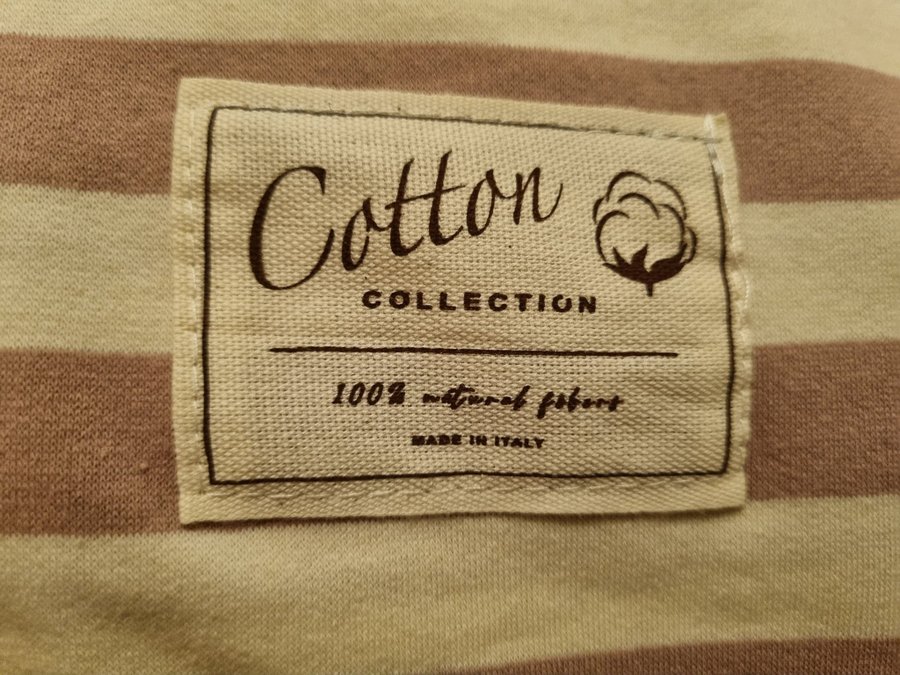 Cotton
COLLECTION
100% natural fibers
MADE IN ITALY